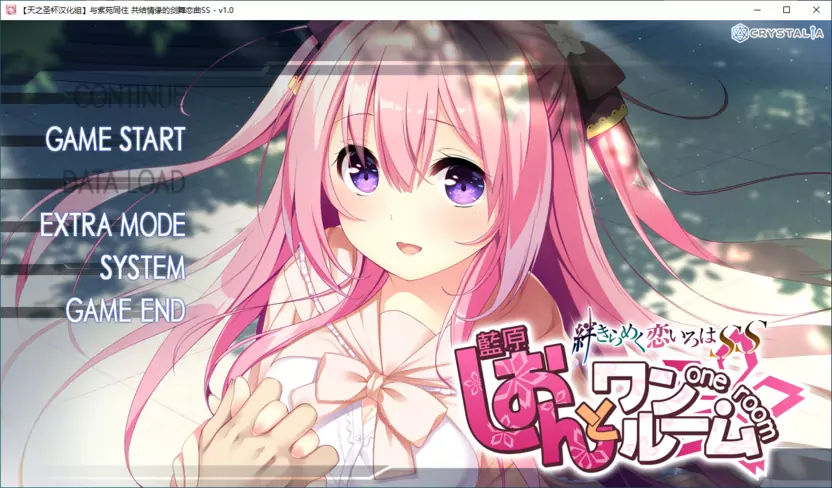 【天之圣杯汉化组】与紫苑同住 共结情缘的剑舞恋曲SS - v1.0
CRYSTALiA
CONTINUE
GAME START
DATA LOAD
EXTRA MODE
SYSTEM
GAME END
絆きらめく恋いろはSS
藍原
しおんと
ワンルーム
one room